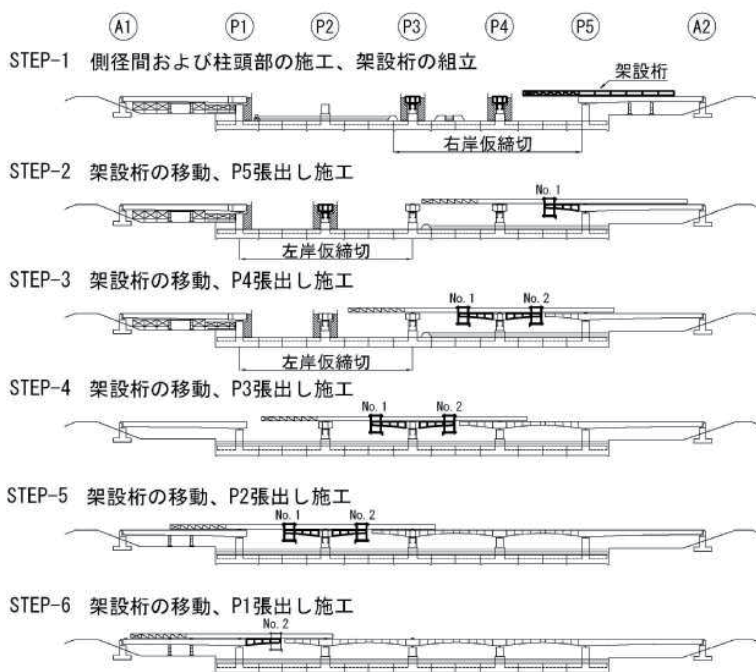 A1 P1 P2 P3 P4 P5 A2
STEP-1 側径間および柱頭部の施工、架設桁の組立
架設桁
右岸仮締切
STEP-2 架設桁の移動、P5張出し施工
No. 1
左岸仮締切
STEP-3 架設桁の移動、P4張出し施工
No. 1 No. 2
左岸仮締切
STEP-4 架設桁の移動、P3張出し施工
No. 1 No. 2
STEP-5 架設桁の移動、P2張出し施工
No. 1 No. 2
STEP-6 架設桁の移動、P1張出し施工
No. 2